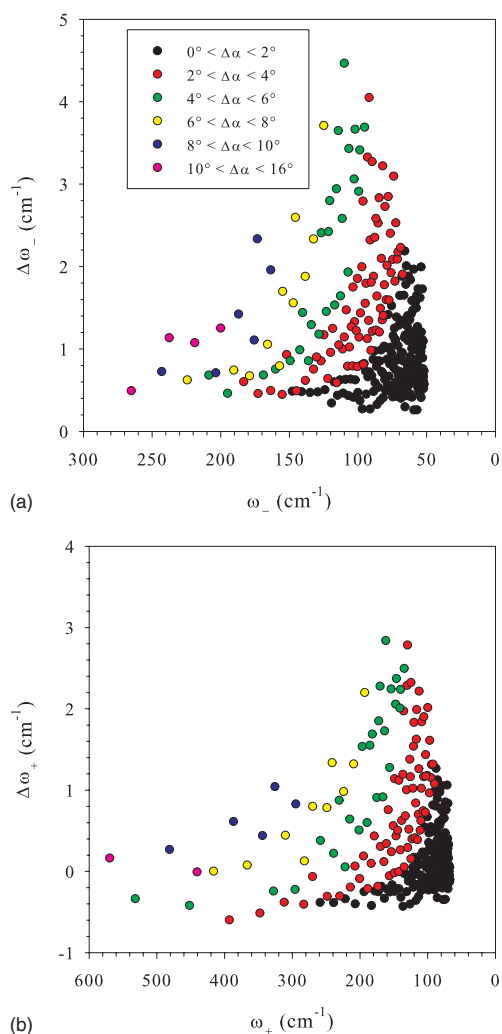 (a)
5
4
3
2
1
0
Δω₋ (cm⁻¹)
0° < Δα < 2°
2° < Δα < 4°
4° < Δα < 6°
6° < Δα < 8°
8° < Δα < 10°
10° < Δα < 16°
300 250 200 150 100 50 0
ω₋ (cm⁻¹)
(b)
4
3
2
1
0
-1
Δω₊ (cm⁻¹)
600 500 400 300 200 100 0
ω₊ (cm⁻¹)